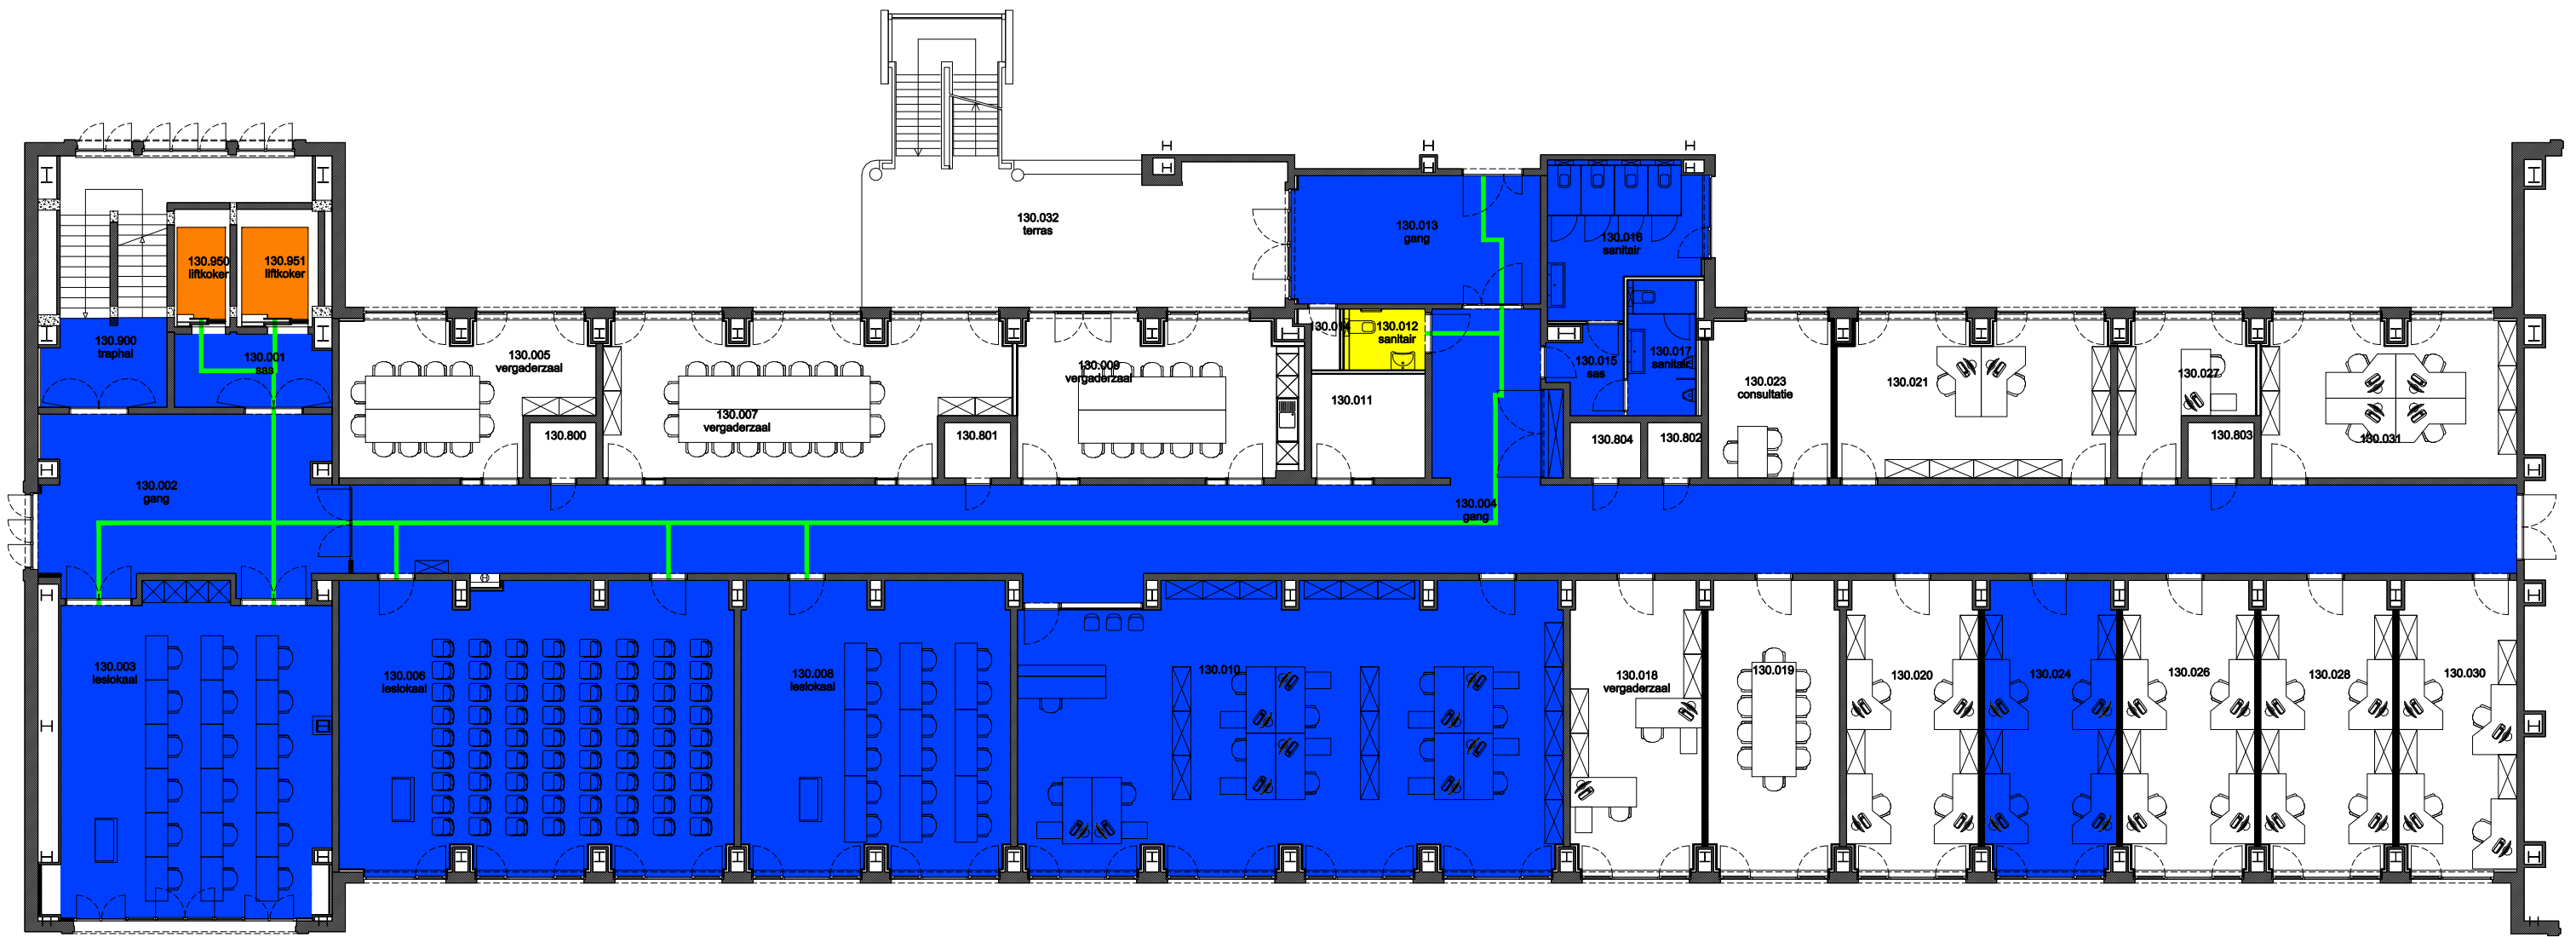 130.032
terras
130.013
gang
130.016
sanitair
130.950
liftkoker
130.951
liftkoker
130.900
traphal
130.001
sas
130.005
vergaderzaal
130.007
vergaderzaal
130.009
vergaderzaal
130.014
130.012
sanitair
130.011
130.015
sas
130.017
sanitair
130.023
consultatie
130.021
130.027
130.031
130.800
130.801
130.804
130.802
130.803
130.002
gang
130.004
gang
130.003
leslokaal
130.006
leslokaal
130.008
leslokaal
130.010
130.018
vergaderzaal
130.019
130.020
130.024
130.026
130.028
130.030